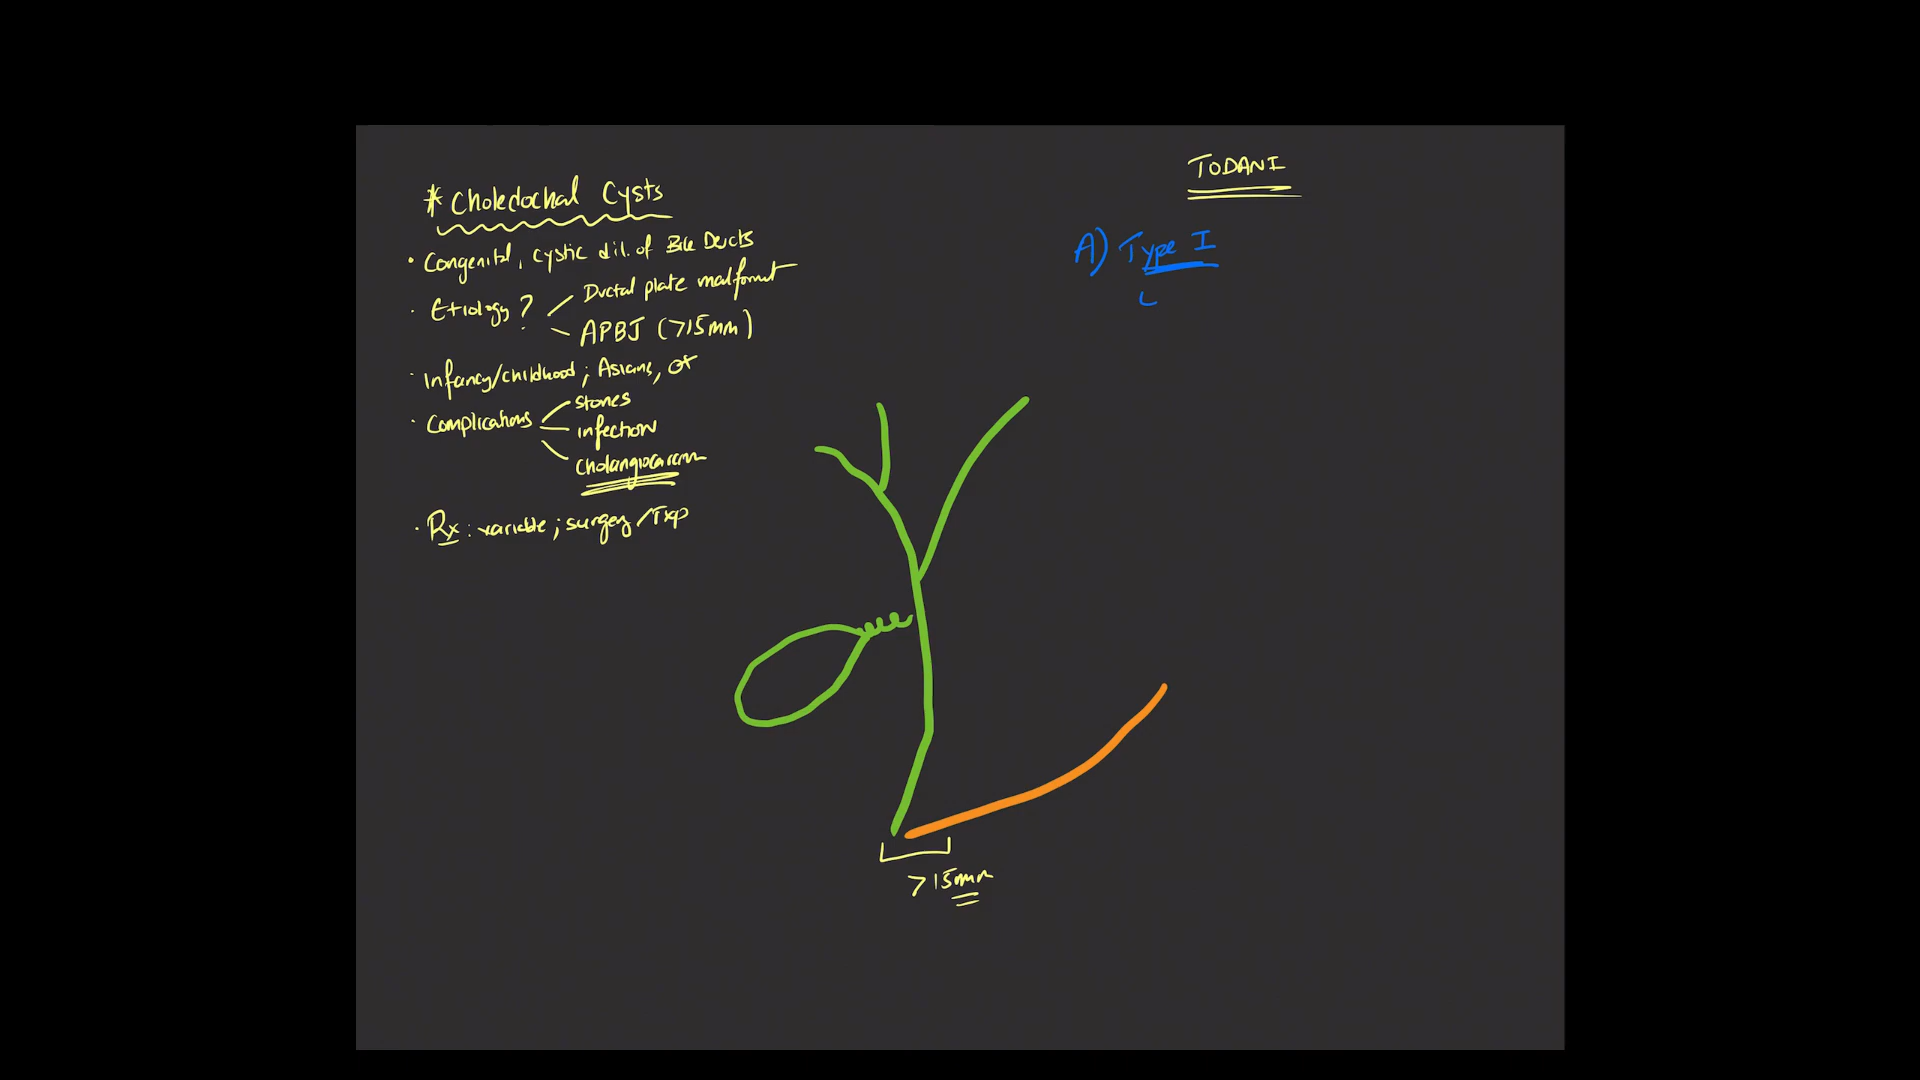 * Choledochal Cysts
• Congenital, cystic dil. of Bile Ducts
• Etiology? Ductal plate malformat
APBJ (>15mm)
• Infancy/childhood; Asians,
• Complications stones
infection
cholangiocarcin
• Rx: variable; surgery/Txp
TODANI
A) Type I
>15mm